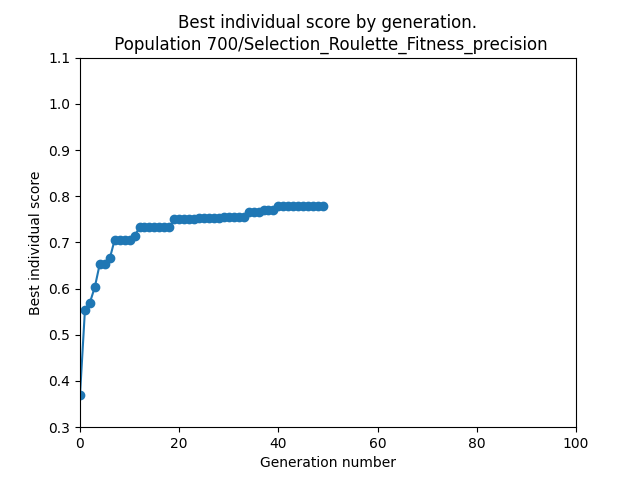 Best individual score by generation.
Population 700/Selection_Roulette_Fitness_precision
1.1
1.0
0.9
0.8
0.7
0.6
0.5
0.4
0.3
Best individual score
0 20 40 60 80 100
Generation number